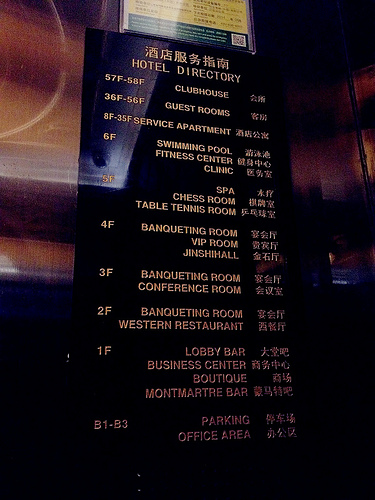 酒店服务指南
HOTEL DIRECTORY
57F-58F CLUBHOUSE 会所
36F-56F GUEST ROOMS 客房
8F-35F SERVICE APARTMENT 酒店公寓
6F SWIMMING POOL 游泳池
FITNESS CENTER 健身中心
CLINIC 医务室
5F SPA 水疗
CHESS ROOM 棋牌室
TABLE TENNIS ROOM 乒乓球室
4F BANQUETING ROOM 宴会厅
VIP ROOM 贵宾厅
JINSHIHALL 金石厅
3F BANQUETING ROOM 宴会厅
CONFERENCE ROOM 会议室
2F BANQUETING ROOM 宴会厅
WESTERN RESTAURANT 西餐厅
1F LOBBY BAR 大堂吧
BUSINESS CENTER 商务中心
BOUTIQUE 商场
MONTMARTRE BAR 蒙马特吧
B1-B3 PARKING 停车场
OFFICE AREA 办公区